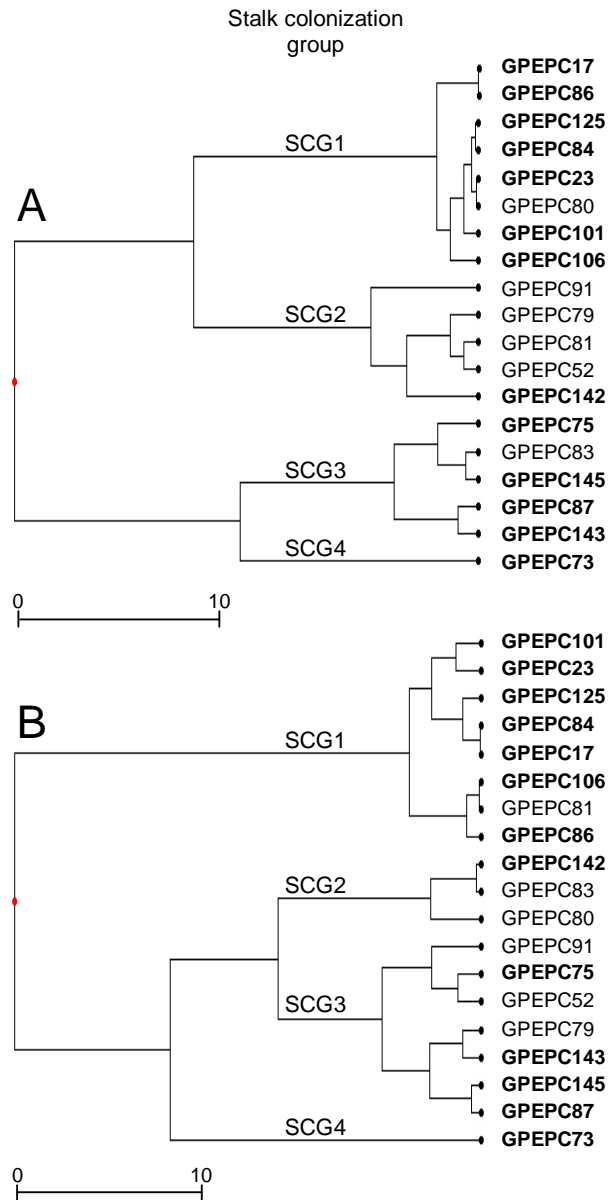 Stalk colonization
group
GPEPC17
GPEPC86
GPEPC125
SCG1
GPEPC84
A
GPEPC23
GPEPC80
GPEPC101
GPEPC106
GPEPC91
SCG2
GPEPC79
GPEPC81
GPEPC52
GPEPC142
GPEPC75
GPEPC83
SCG3
GPEPC145
GPEPC87
GPEPC143
SCG4
GPEPC73
0 10
GPEPC101
GPEPC23
GPEPC125
B
GPEPC84
SCG1
GPEPC17
GPEPC106
GPEPC81
GPEPC86
GPEPC142
SCG2
GPEPC83
GPEPC80
GPEPC91
GPEPC75
SCG3
GPEPC52
GPEPC79
GPEPC143
GPEPC145
GPEPC87
SCG4
GPEPC73
0 10